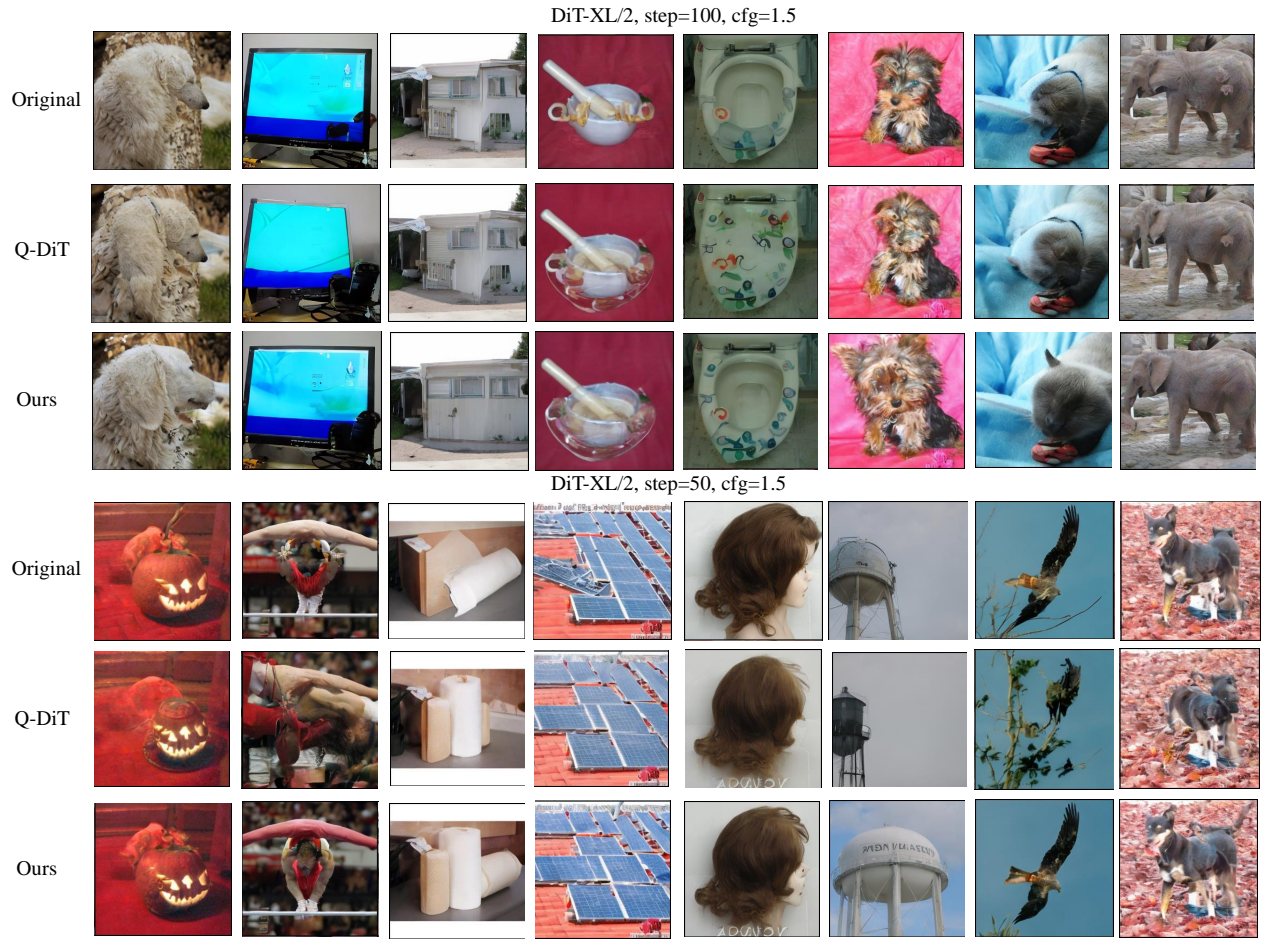 DiT-XL/2, step=100, cfg=1.5
Original
Q-DiT
Ours
DiT-XL/2, step=50, cfg=1.5
Original
Q-DiT
Ours